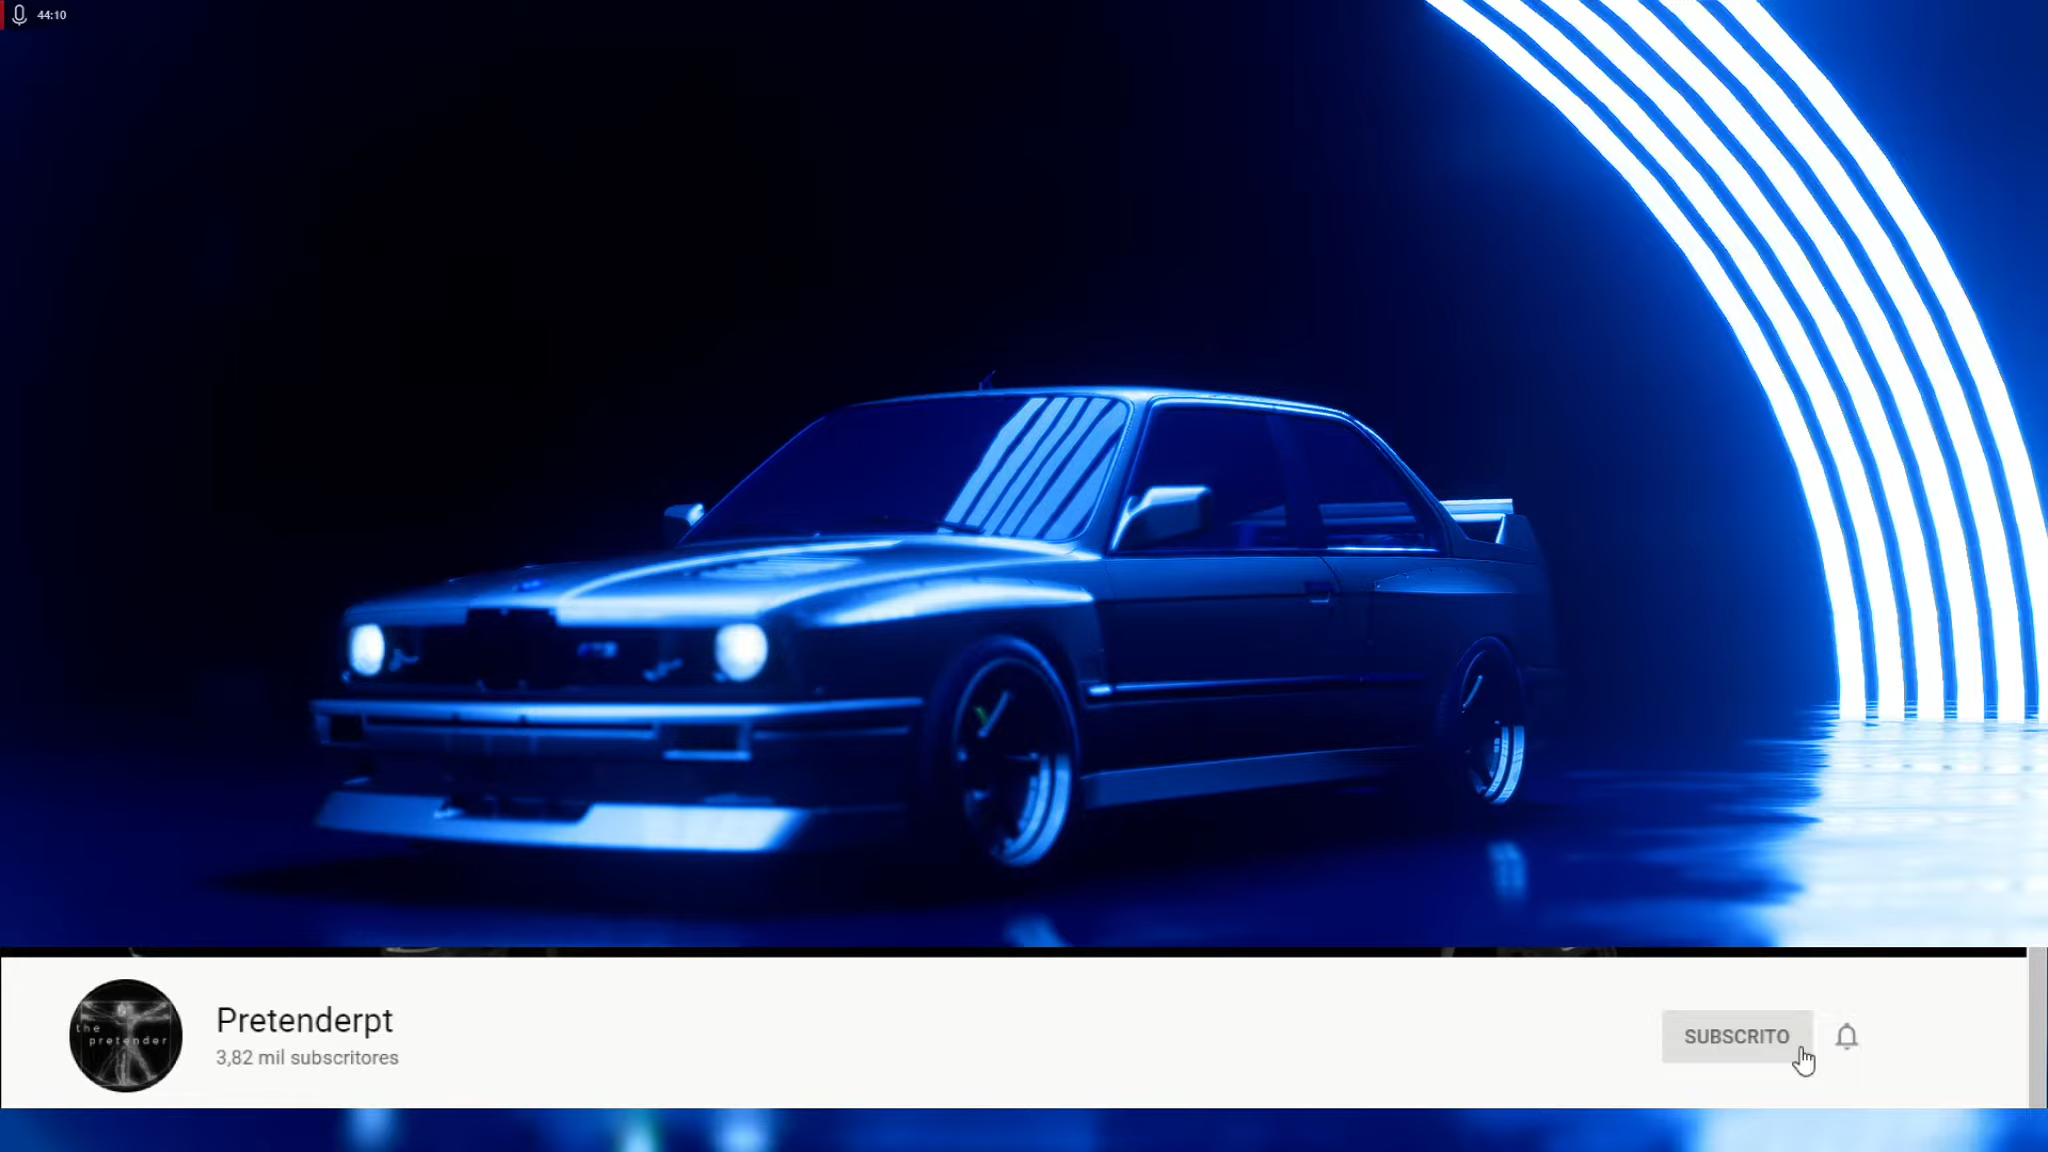 44:10
the
pretender
Pretenderpt
3,82 mil subscritores
SUBSCRITO